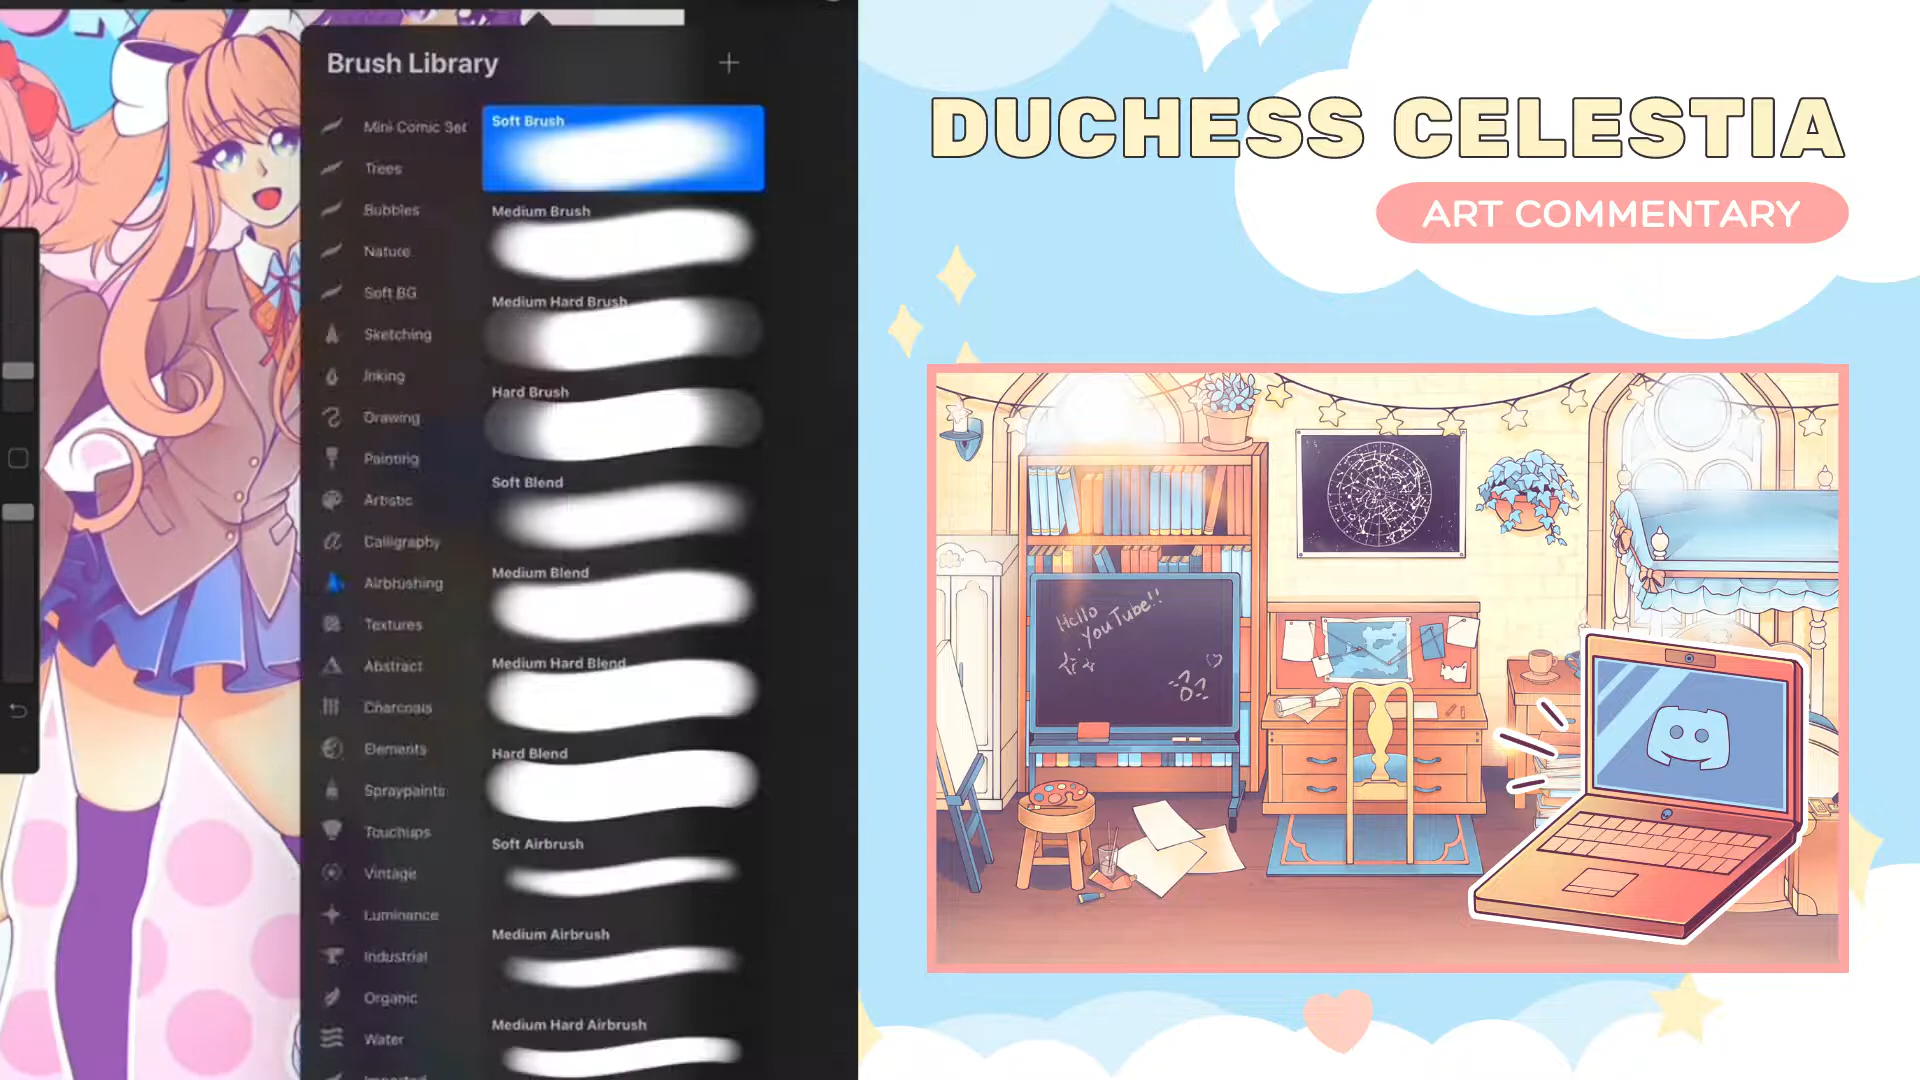 Brush Library
Mini Comic Set
Trees
Bubbles
Nature
Soft BG
Sketching
Inking
Drawing
Painting
Artistic
Calligraphy
Airbrushing
Textures
Abstract
Charcoals
Elements
Spraypaints
Touchups
Vintage
Luminance
Industrial
Organic
Water
Imported
Soft Brush
Medium Brush
Medium Hard Brush
Hard Brush
Soft Blend
Medium Blend
Medium Hard Blend
Hard Blend
Soft Airbrush
Medium Airbrush
Medium Hard Airbrush
DUCHESS CELESTIA
ART COMMENTARY
Hello
YouTube!!